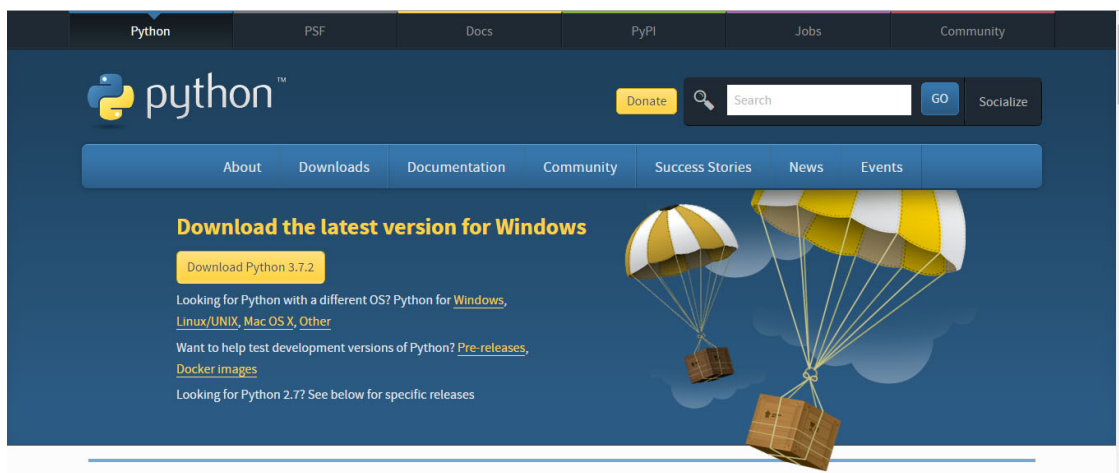 Python PSF Docs PyPI Jobs Community
python™
Donate Search GO Socialize
About Downloads Documentation Community Success Stories News Events
Download the latest version for Windows
Download Python 3.7.2
Looking for Python with a different OS? Python for Windows,
Linux/UNIX, Mac OS X, Other
Want to help test development versions of Python? Pre-releases,
Docker images
Looking for Python 2.7? See below for specific releases